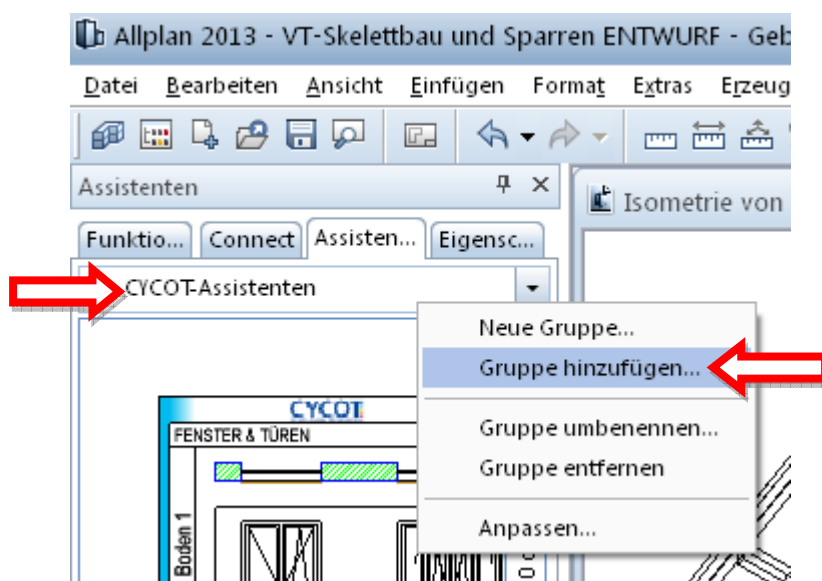 Allplan 2013 - VT-Skelettbau und Sparren ENTWURF - Geb
Datei Bearbeiten Ansicht Einfügen Format Extras Erzeug
Assistenten
Isometrie von
Funktio... Connect Assisten... Eigensc...
CYCOT-Assistenten
Neue Gruppe...
Gruppe hinzufügen...
Gruppe umbenennen...
Gruppe entfernen
Anpassen...
CYCOT
FENSTER & TÜREN
Boden 1